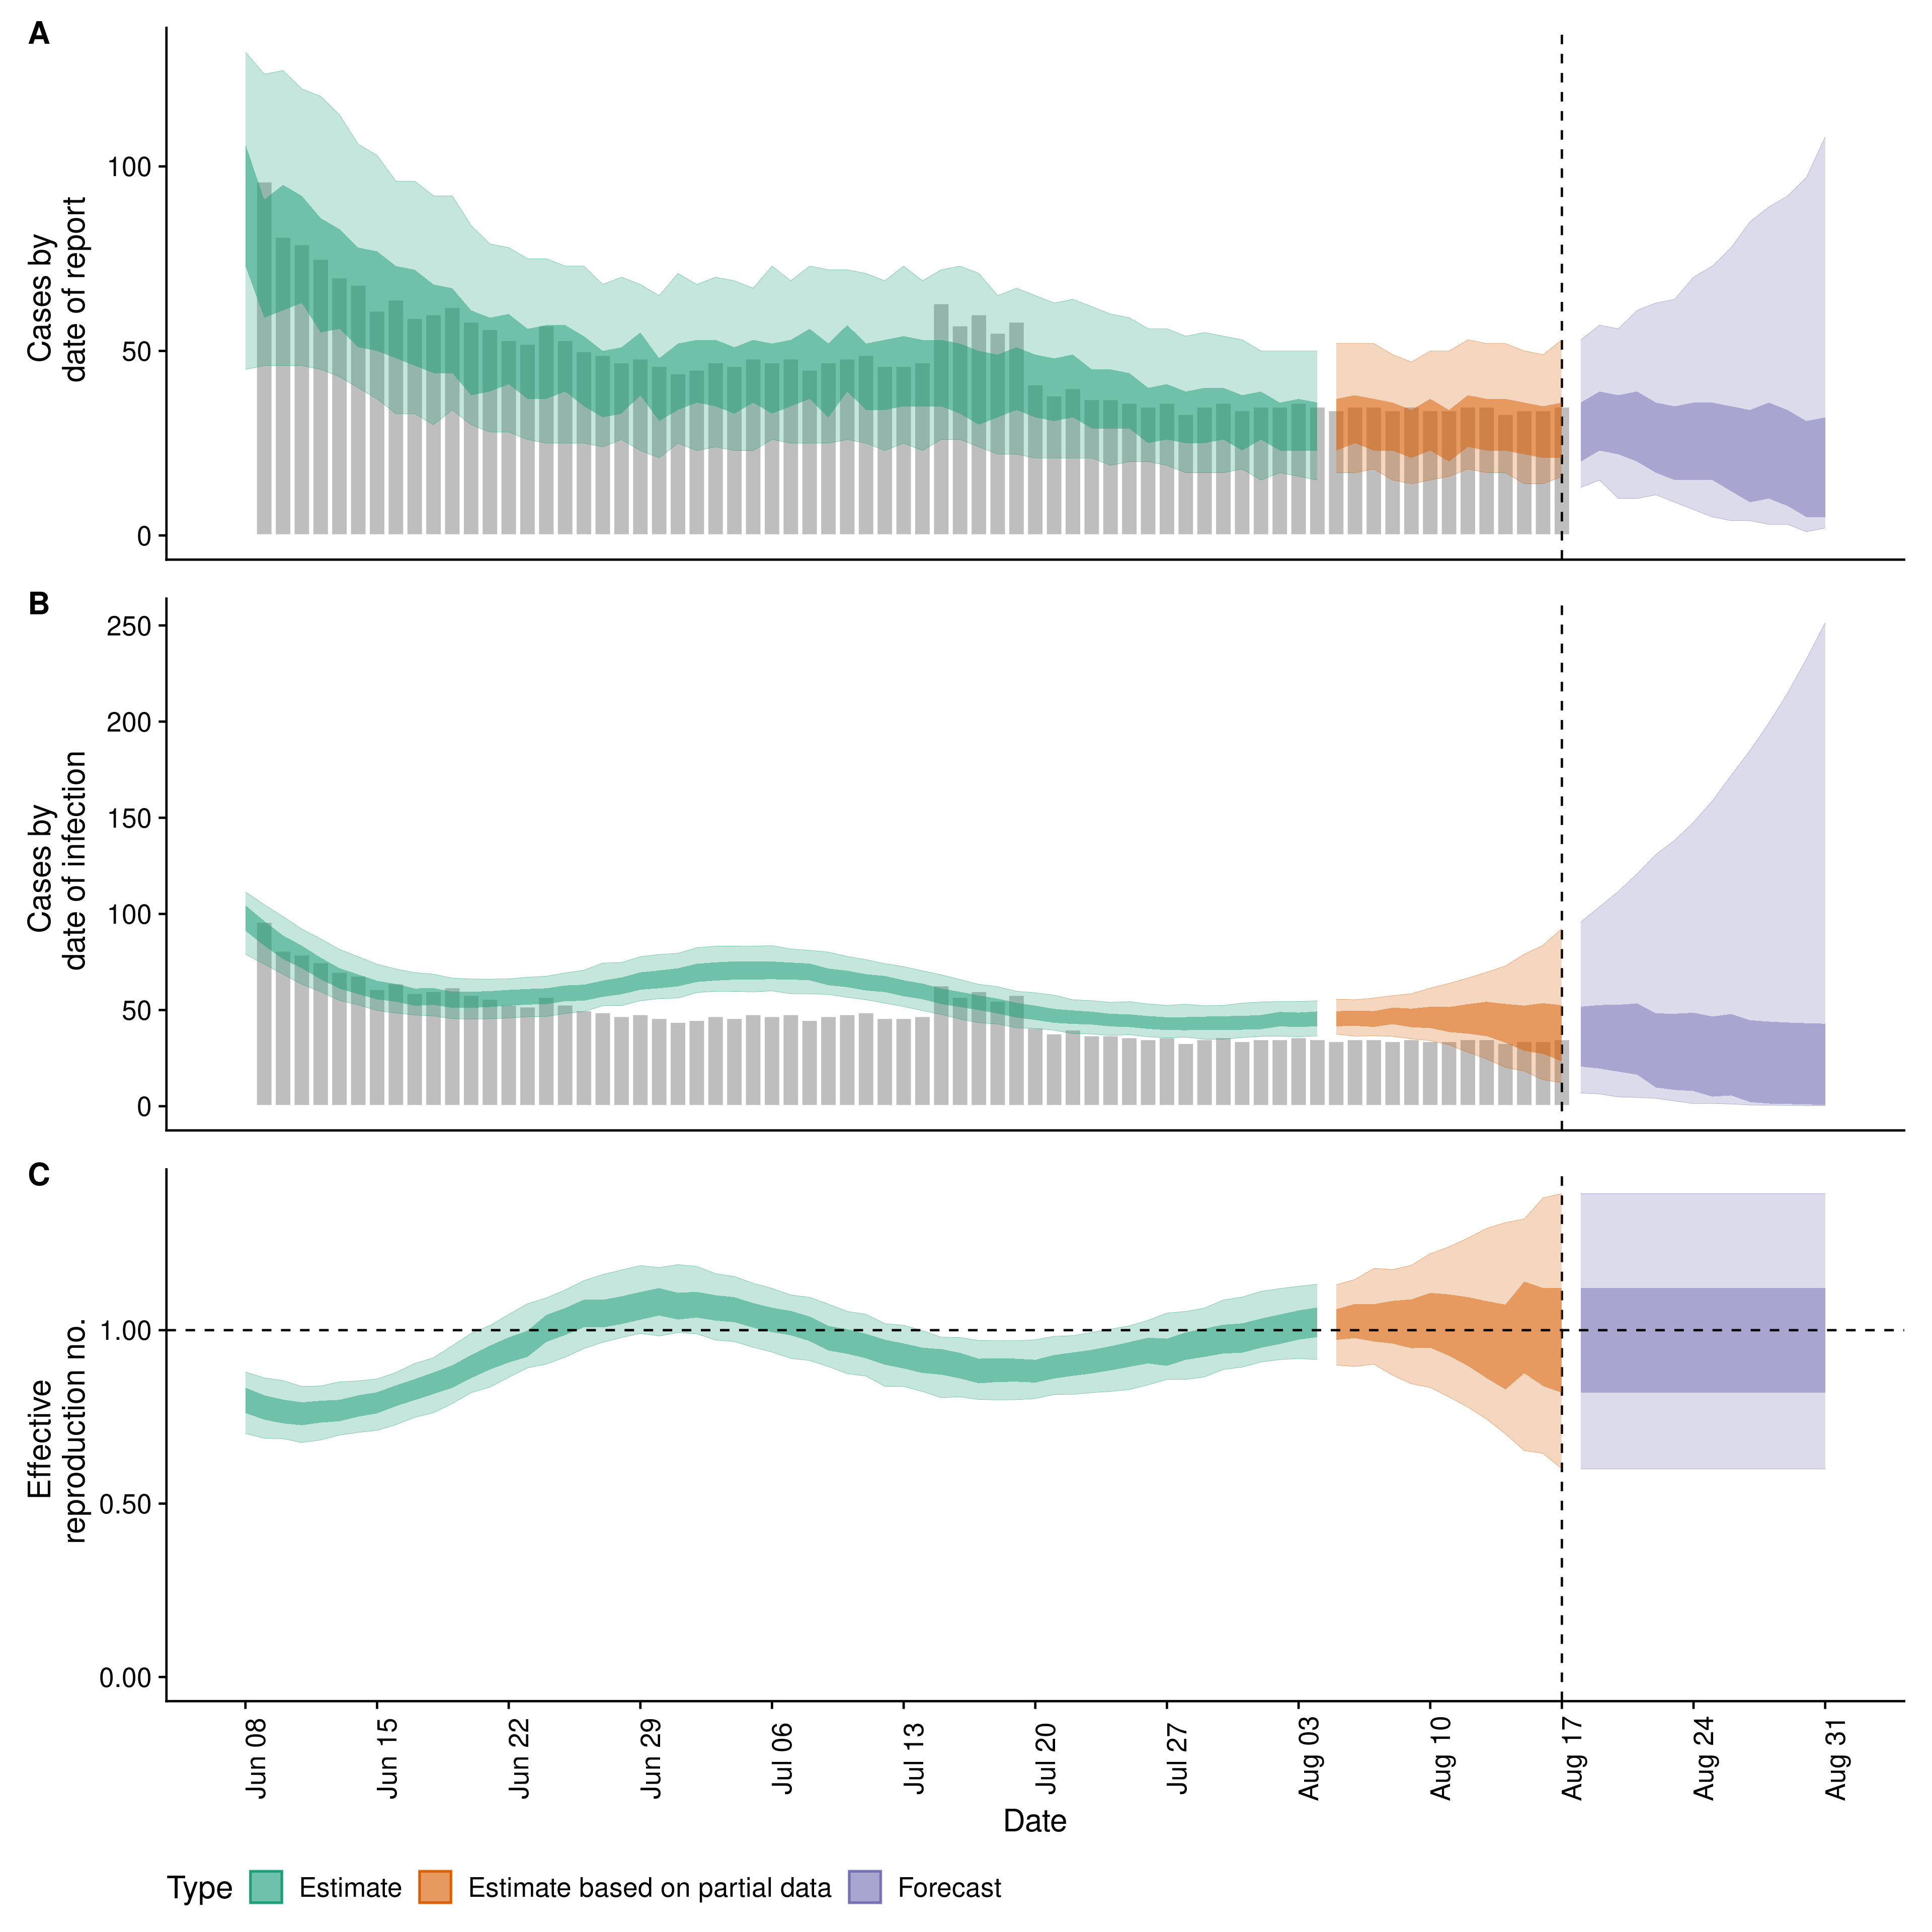 A
Cases by
date of report
100
50
0
B
Cases by
date of infection
250
200
150
100
50
0
C
Effective
reproduction no.
1.00
0.50
0.00
Jun 08
Jun 15
Jun 22
Jun 29
Jul 06
Jul 13
Jul 20
Jul 27
Aug 03
Aug 10
Aug 17
Aug 24
Aug 31
Date
Type Estimate Estimate based on partial data Forecast